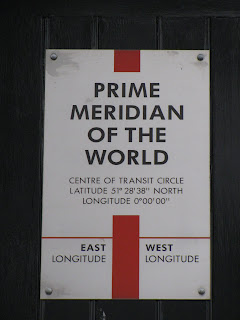 PRIME
MERIDIAN
OF THE
WORLD
CENTRE OF TRANSIT CIRCLE
LATITUDE 51° 28' 38'' NORTH
LONGITUDE 0°00'00''
EAST WEST
LONGITUDE LONGITUDE